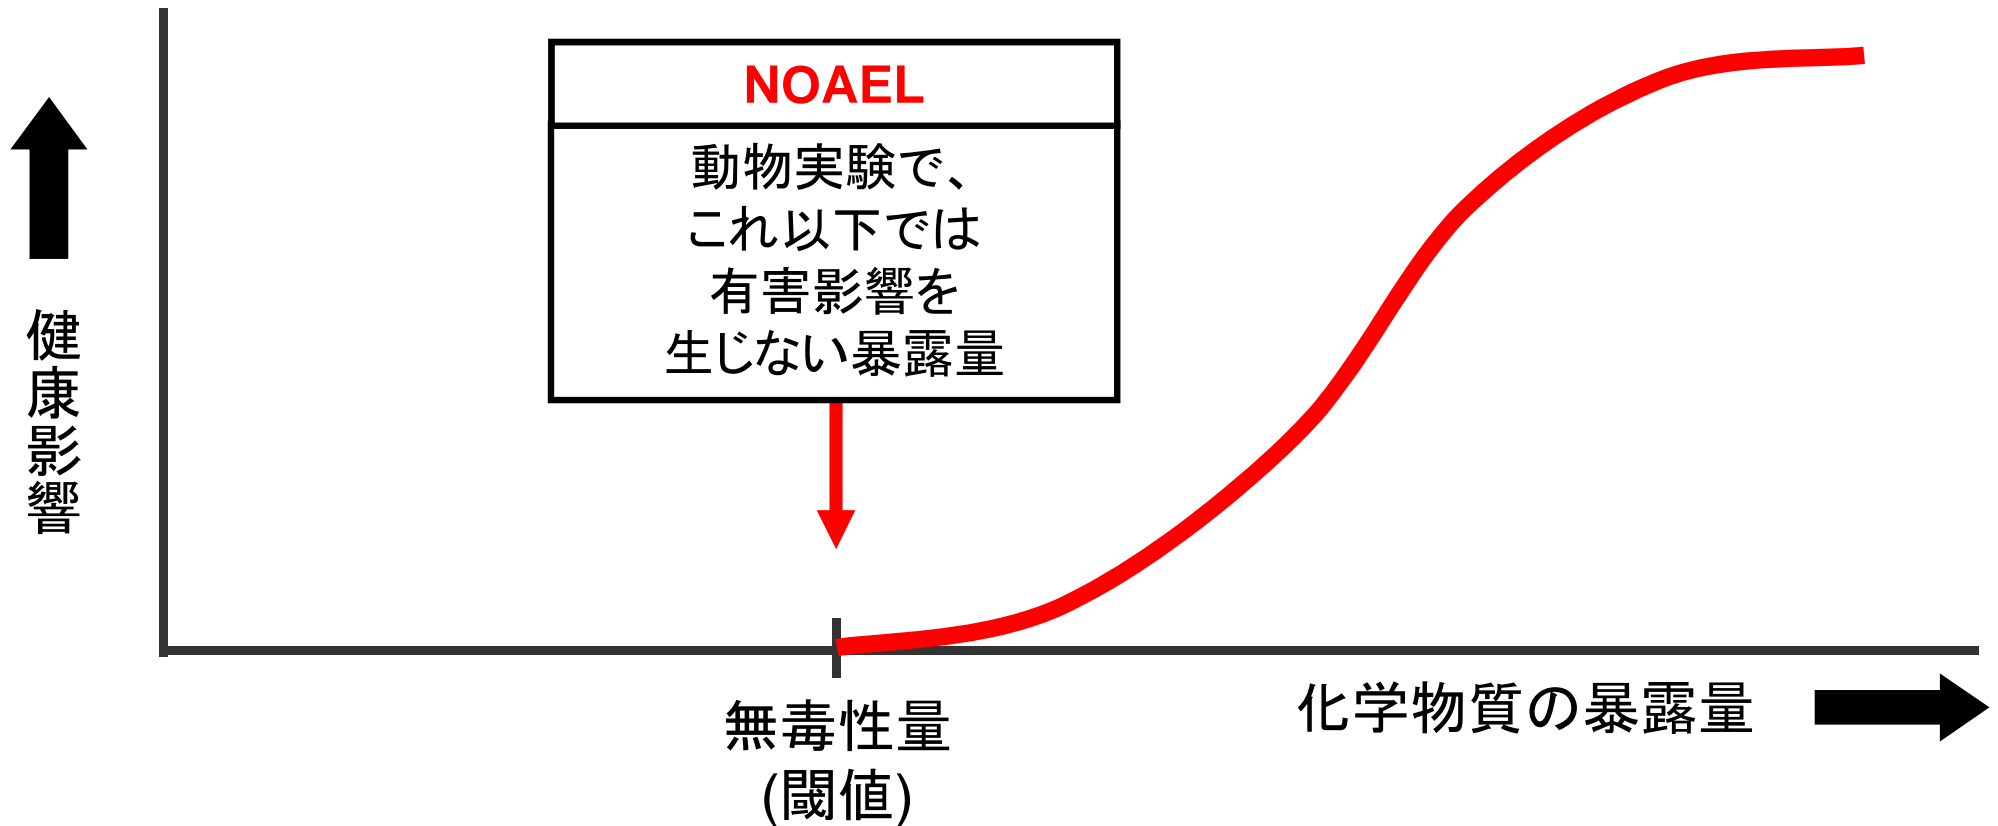 NOAEL
動物実験で、
これ以下では
有害影響を
生じない暴露量
健康影響
無毒性量
(閾値)
化学物質の暴露量